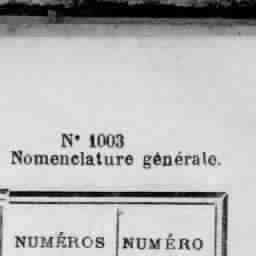 N° 1003
Nomenclature générale.
NUMÉROS NUMÉRO